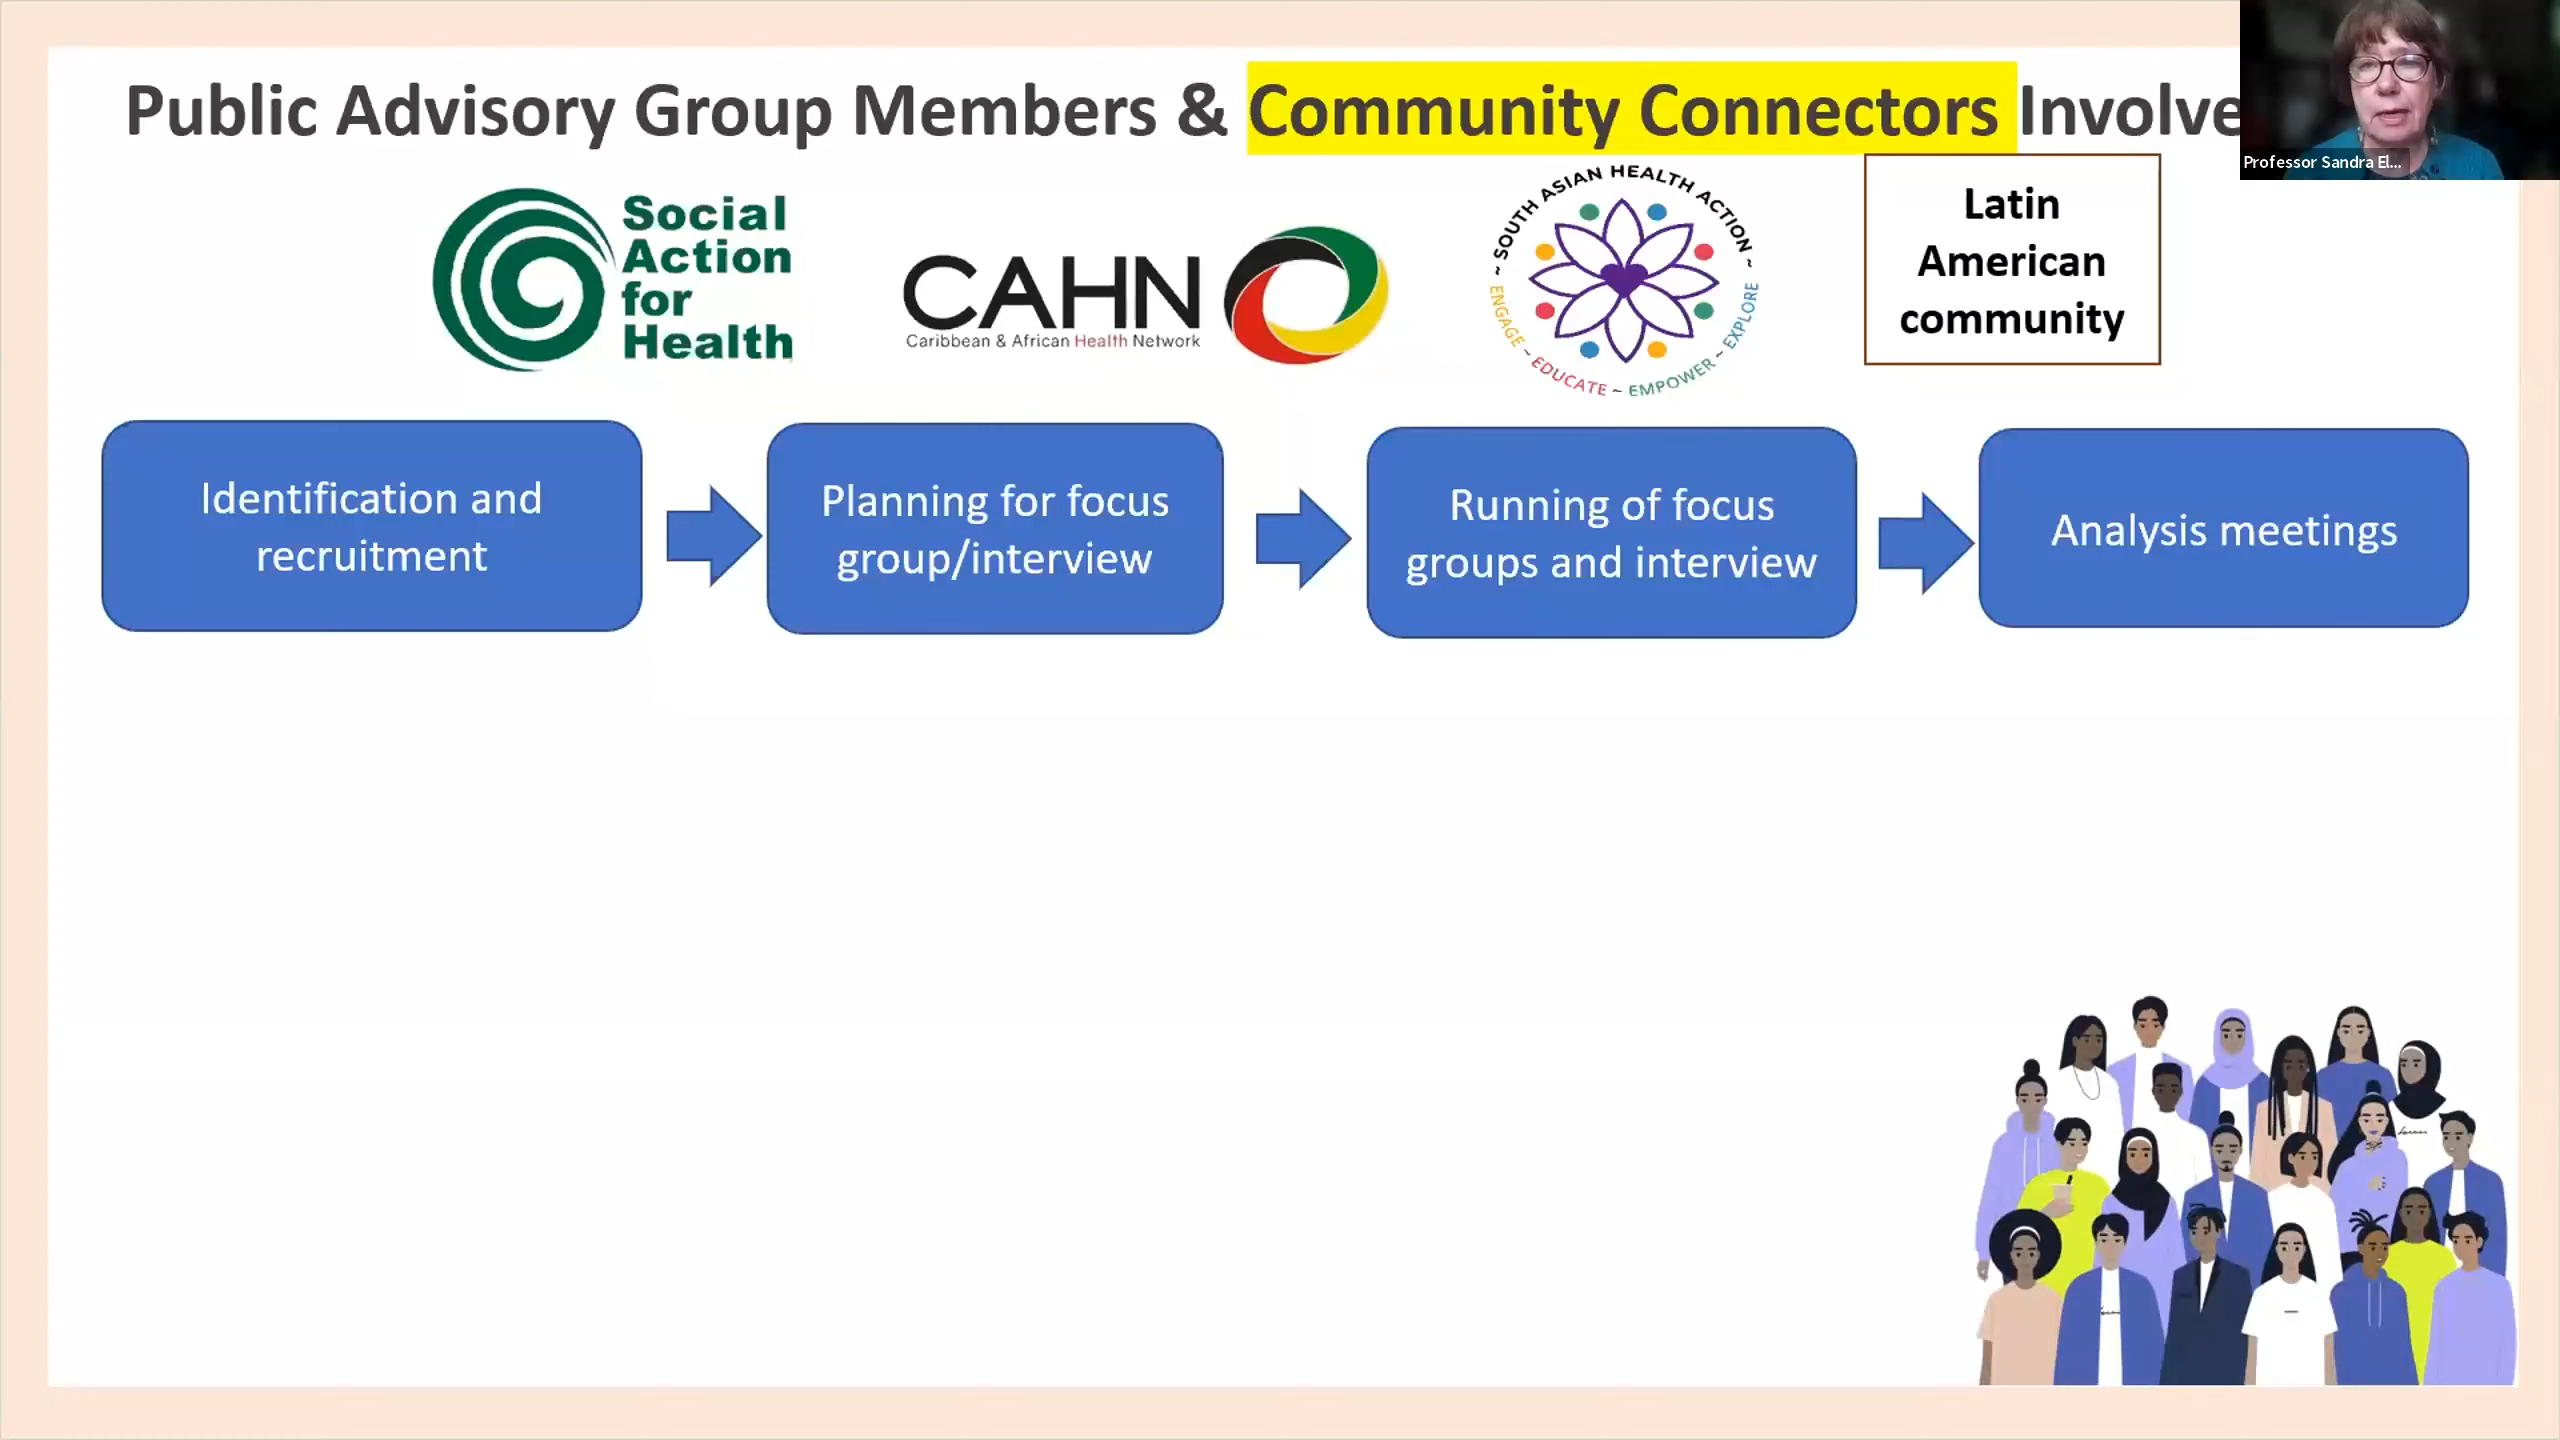 Public Advisory Group Members & Community Connectors Involve
Professor Sandra El...
Social
Action
for
Health
CAHN
Caribbean & African Health Network
~ SOUTH ASIAN HEALTH ACTION ~
ENGAGE ~ EDUCATE ~ EMPOWER ~ EXPLORE
Latin
American
community
Identification and
recruitment
Planning for focus
group/interview
Running of focus
groups and interview
Analysis meetings